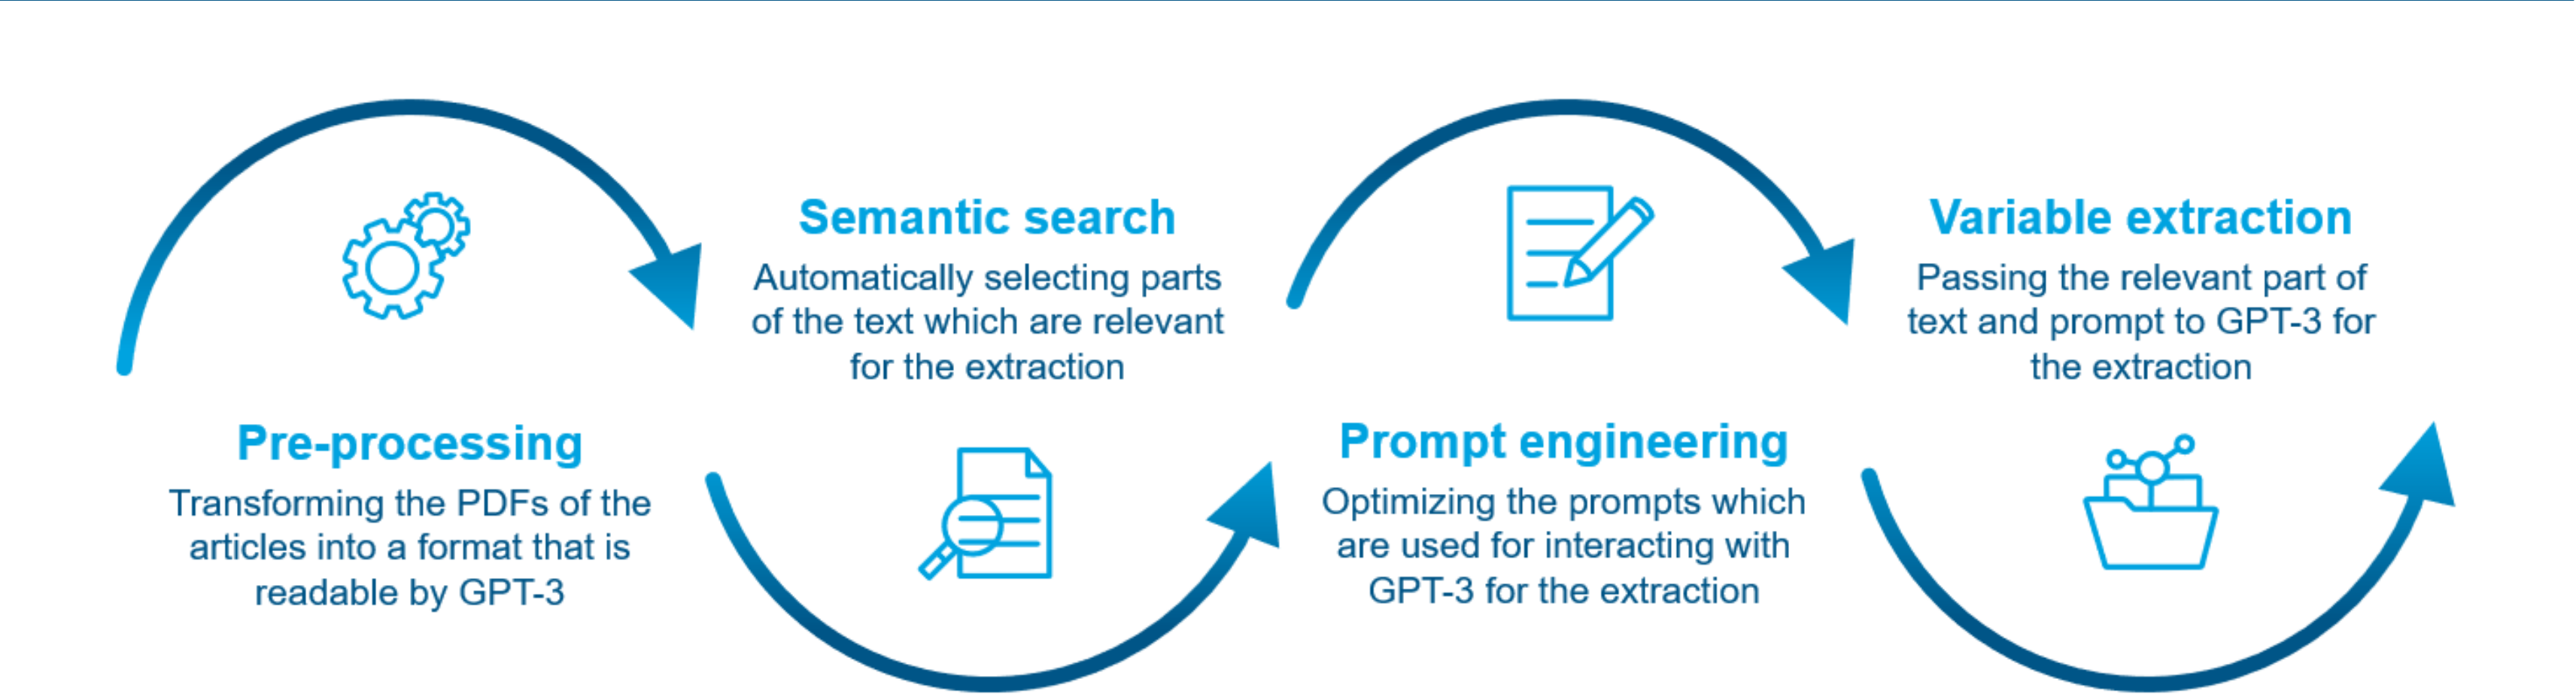 Pre-processing
Transforming the PDFs of the
articles into a format that is
readable by GPT-3
Semantic search
Automatically selecting parts
of the text which are relevant
for the extraction
Prompt engineering
Optimizing the prompts which
are used for interacting with
GPT-3 for the extraction
Variable extraction
Passing the relevant part of
text and prompt to GPT-3 for
the extraction